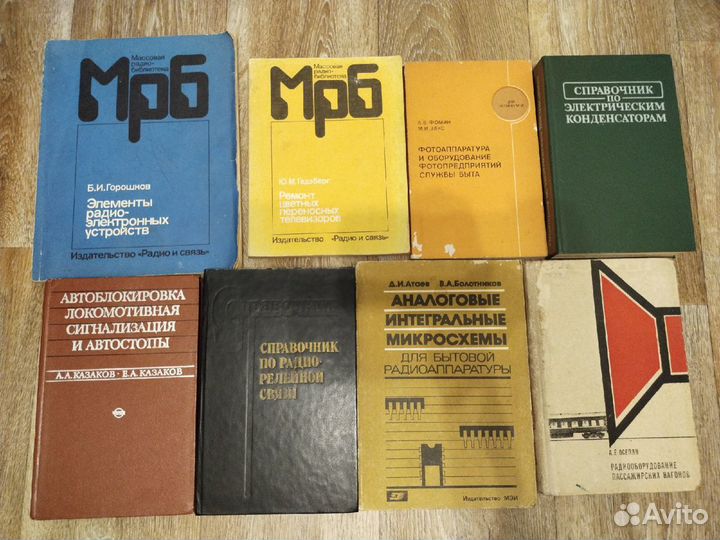 Массовая
радио-
библиотека
Мрб
Б.И. Горошков
Элементы
радио-
электронных
устройств
Издательство «Радио и связь»
Массовая
радио-
библиотека
Мрб
Ремонт
цветных
переносных
телевизоров
Издательство «Радио и связь»
ФОТОАППАРАТУРА
И ОБОРУДОВАНИЕ
ФОТОПРЕДПРИЯТИЙ
СЛУЖБЫ БЫТА
СПРАВОЧНИК
ПО
ЭЛЕКТРИЧЕСКИМ
КОНДЕНСАТОРАМ
АВТОБЛОКИРОВКА
ЛОКОМОТИВНАЯ
СИГНАЛИЗАЦИЯ
И АВТОСТОПЫ
А.А.КАЗАКОВ · Е.А.КАЗАКОВ
СПРАВОЧНИК
ПО РАДИО-
РЕЛЕЙНОЙ
СВЯЗИ
Д.И.Атаев В.А.Болотников
АНАЛОГОВЫЕ
ИНТЕГРАЛЬНЫЕ
МИКРОСХЕМЫ
ДЛЯ БЫТОВОЙ
РАДИОАППАРАТУРЫ
Издательство МЭИ
РАДИООБОРУДОВАНИЕ
ПАССАЖИРСКИХ ВАГОНОВ
Avito